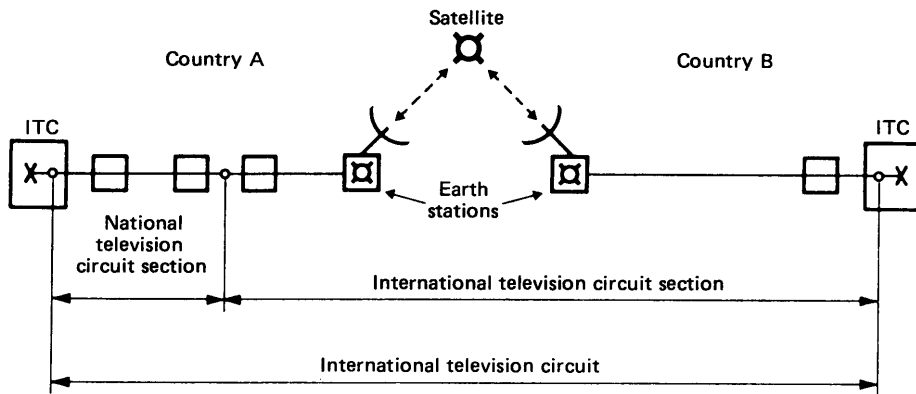 Satellite
Country A
Country B
ITC
ITC
Earth
stations
National
television
circuit section
International television circuit section
International television circuit